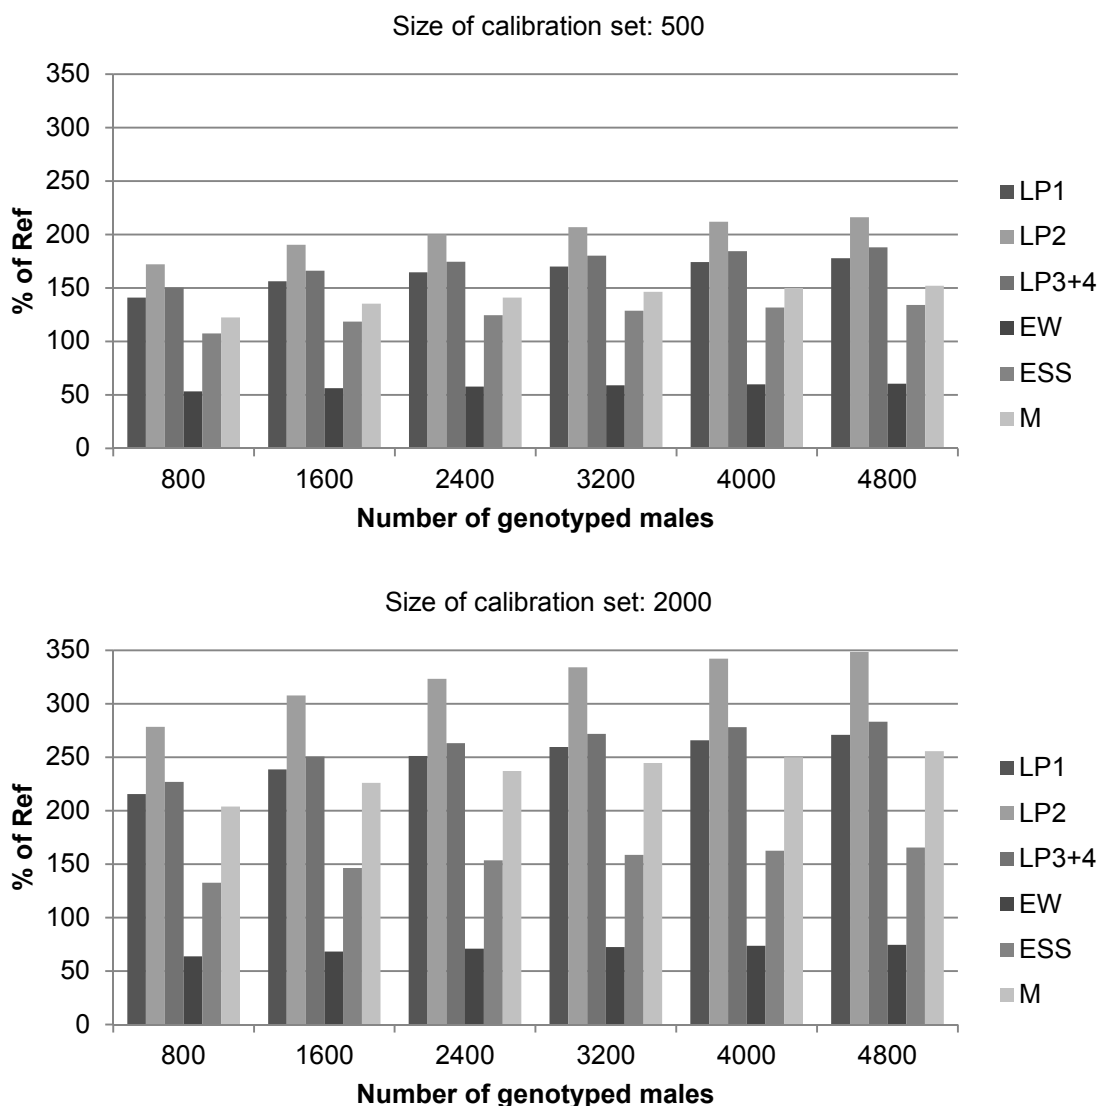 Size of calibration set: 500
350
300
250
200
150
100
50
0
% of Ref
800 1600 2400 3200 4000 4800
Number of genotyped males
LP1
LP2
LP3+4
EW
ESS
M
Size of calibration set: 2000
350
300
250
200
150
100
50
0
% of Ref
800 1600 2400 3200 4000 4800
Number of genotyped males
LP1
LP2
LP3+4
EW
ESS
M